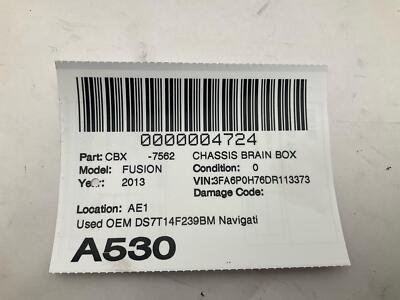 0000004724
Part: CBX -7562 CHASSIS BRAIN BOX
Model: FUSION Condition: 0
Year: 2013 VIN:3FA6P0H76DR113373
Damage Code:
Location: AE1
Used OEM DS7T14F239BM Navigati
A530